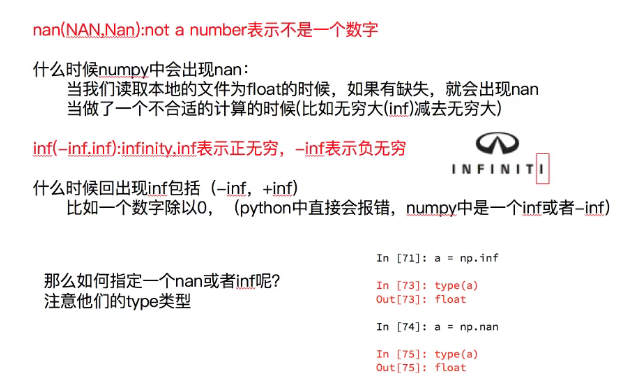 nan(NAN,Nan):not a number表示不是一个数字
什么时候numpy中会出现nan：
当我们读取本地的文件为float的时候，如果有缺失，就会出现nan
当做了一个不合适的计算的时候(比如无穷大(inf)减去无穷大)
inf(-inf,inf):infinity,inf表示正无穷，-inf表示负无穷
INFINITI
什么时候回出现inf包括（-inf，+inf）
比如一个数字除以0，（python中直接会报错，numpy中是一个inf或者-inf）
那么如何指定一个nan或者inf呢？
注意他们的type类型
In [71]: a = np.inf
In [73]: type(a)
Out[73]: float
In [74]: a = np.nan
In [75]: type(a)
Out[75]: float